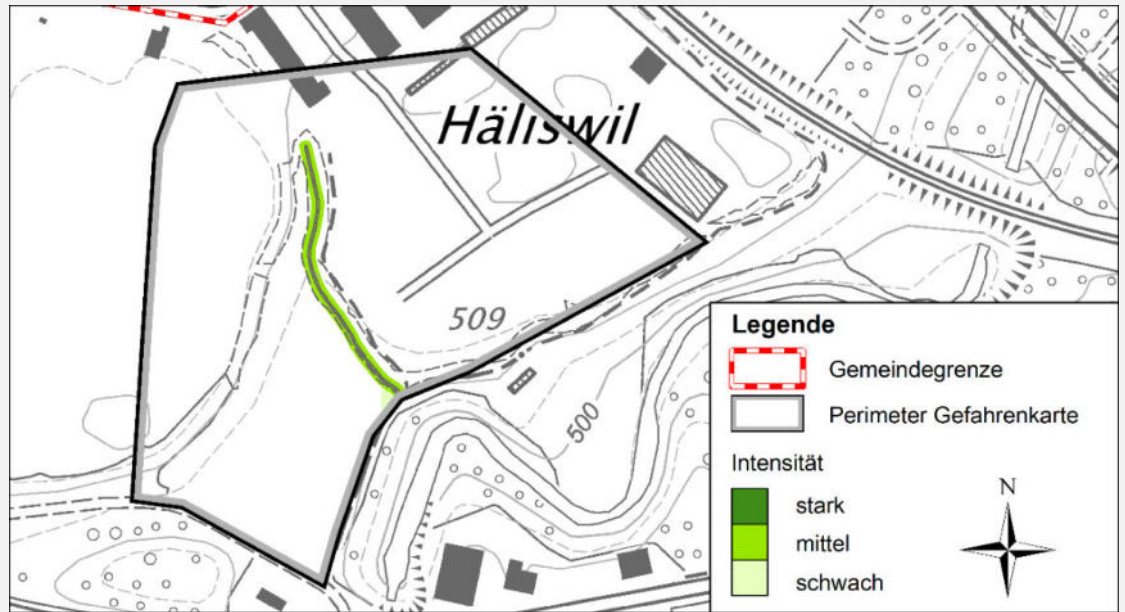 Häliswil
509
500
Legende
Gemeindegrenze
Perimeter Gefahrenkarte
Intensität
stark
mittel
schwach
N